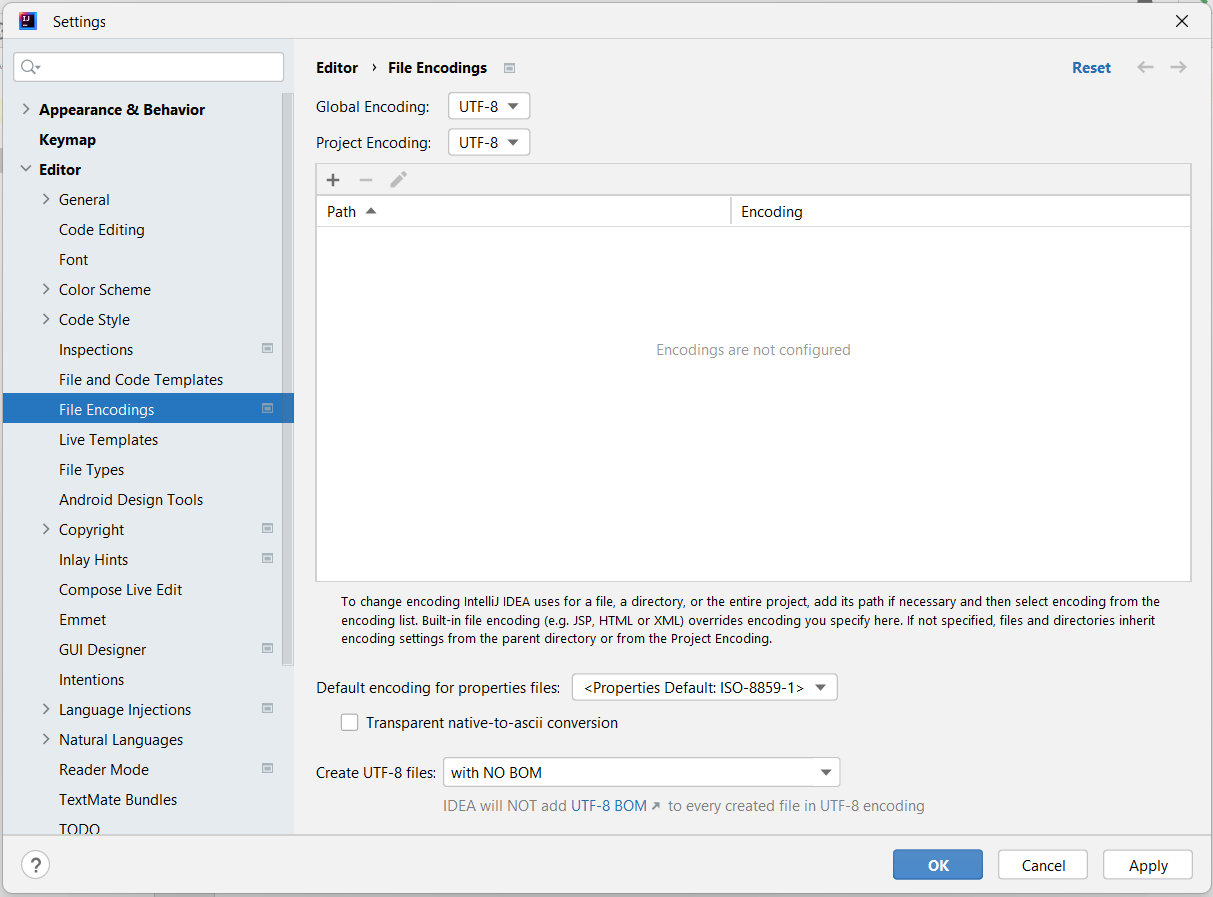 Settings
Appearance & Behavior
Keymap
Editor
General
Code Editing
Font
Color Scheme
Code Style
Inspections
File and Code Templates
File Encodings
Live Templates
File Types
Android Design Tools
Copyright
Inlay Hints
Compose Live Edit
Emmet
GUI Designer
Intentions
Language Injections
Natural Languages
Reader Mode
TextMate Bundles
TODO
Editor › File Encodings
Reset
Global Encoding: UTF-8
Project Encoding: UTF-8
Path Encoding
Encodings are not configured
To change encoding IntelliJ IDEA uses for a file, a directory, or the entire project, add its path if necessary and then select encoding from the
encoding list. Built-in file encoding (e.g. JSP, HTML or XML) overrides encoding you specify here. If not specified, files and directories inherit
encoding settings from the parent directory or from the Project Encoding.
Default encoding for properties files: <Properties Default: ISO-8859-1>
Transparent native-to-ascii conversion
Create UTF-8 files: with NO BOM
IDEA will NOT add UTF-8 BOM ↗ to every created file in UTF-8 encoding
?
OK Cancel Apply